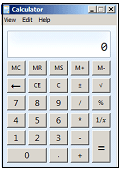 Calculator
View Edit Help
0
MC MR MS M+ M-
← CE C ± √
7 8 9 / %
4 5 6 * 1/x
1 2 3 - =
0 . +